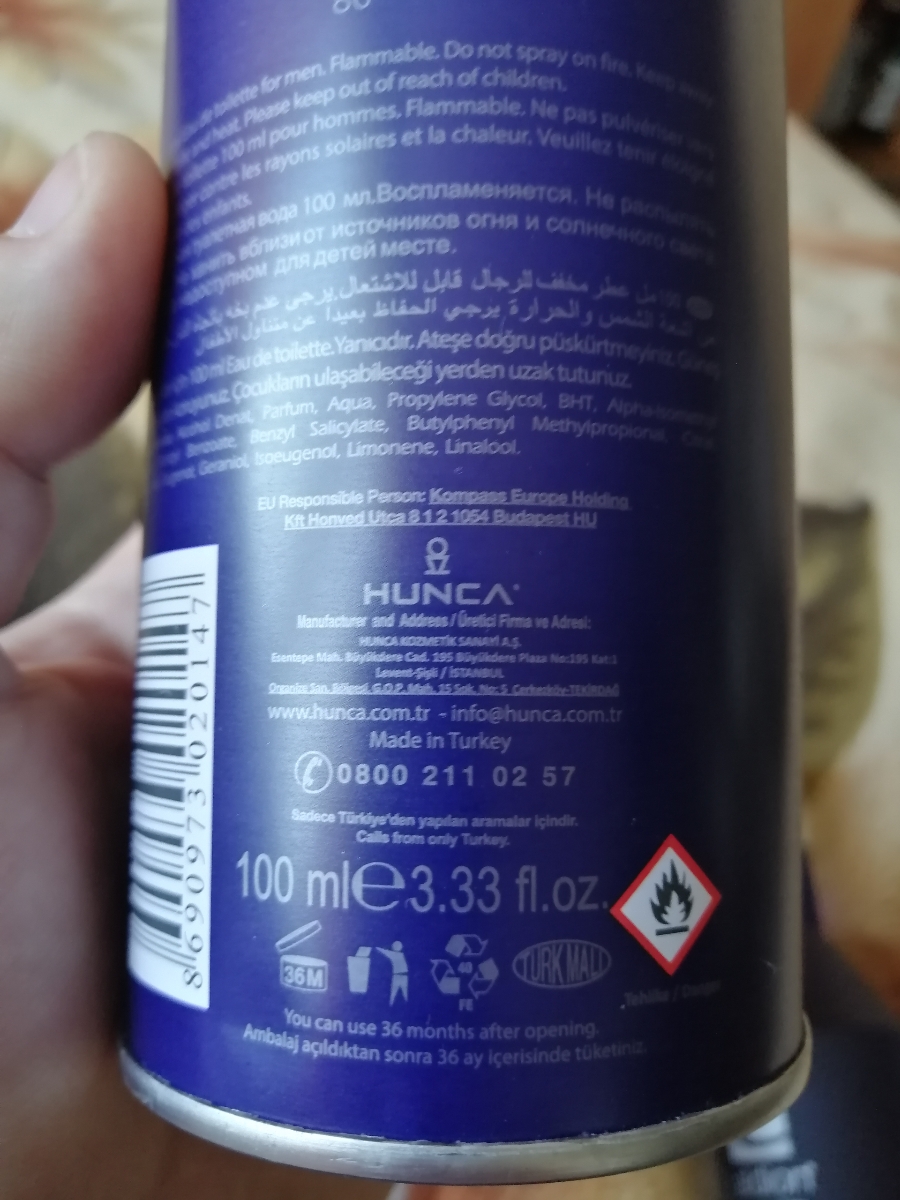 de toilette for men. Flammable. Do not spray on fire. Keep away
and heat. Please keep out of reach of children.
100 ml pour hommes. Flammable. Ne pas pulvériser
contre les rayons solaires et la chaleur. Veuillez tenir éloigné
enfants.
вода 100 мл.Воспламеняется. Не распылять
вблизи от источников огня и солнечного света
для детей месте.
100 مل عطر مخفف للرجال قابل للاشتعال.يرجى عدم بخه
أشعة الشمس والحرارة يرجي الحفاظ بعيدا عن متناول الأطفال
100 ml Eau de toilette.Yanıcıdır. Ateşe doğru püskürtmeyiniz. Güneş
Çocukların ulaşabileceği yerden uzak tutunuz.
Alcohol Denat, Parfum, Aqua, Propylene Glycol, BHT, Alpha-Isomethyl
Benzoate, Benzyl Salicylate, Butylphenyl Methylpropional,
Geraniol, Isoeugenol, Limonene, Linalool.
EU Responsible Person: Kompass Europe Holding
Kft Honved Utca 8 1 2 1054 Budapest HU
HUNCA
Manufacturer and Address / Üretici Firma ve Adresi:
HUNCA KOZMETİK SANAYİ A.Ş.
Esentepe Mah. Büyükdere Cad. 195 Büyükdere Plaza No:195 Kat:1
Levent-Şişli / İSTANBUL
Organize San. Bölgesi. G.O.P. Mah. 15 Sok. No: 5 Çerkezköy-TEKİRDAĞ
www.hunca.com.tr - info@hunca.com.tr
Made in Turkey
0800 211 02 57
Sadece Türkiye'den yapılan aramalar içindir.
Calls from only Turkey.
100 ml e 3.33 fl.oz.
36M
40
FE
TÜRK MALI
Tehlike / Danger
You can use 36 months after opening.
Ambalaj açıldıktan sonra 36 ay içerisinde tüketiniz.
8690973020147